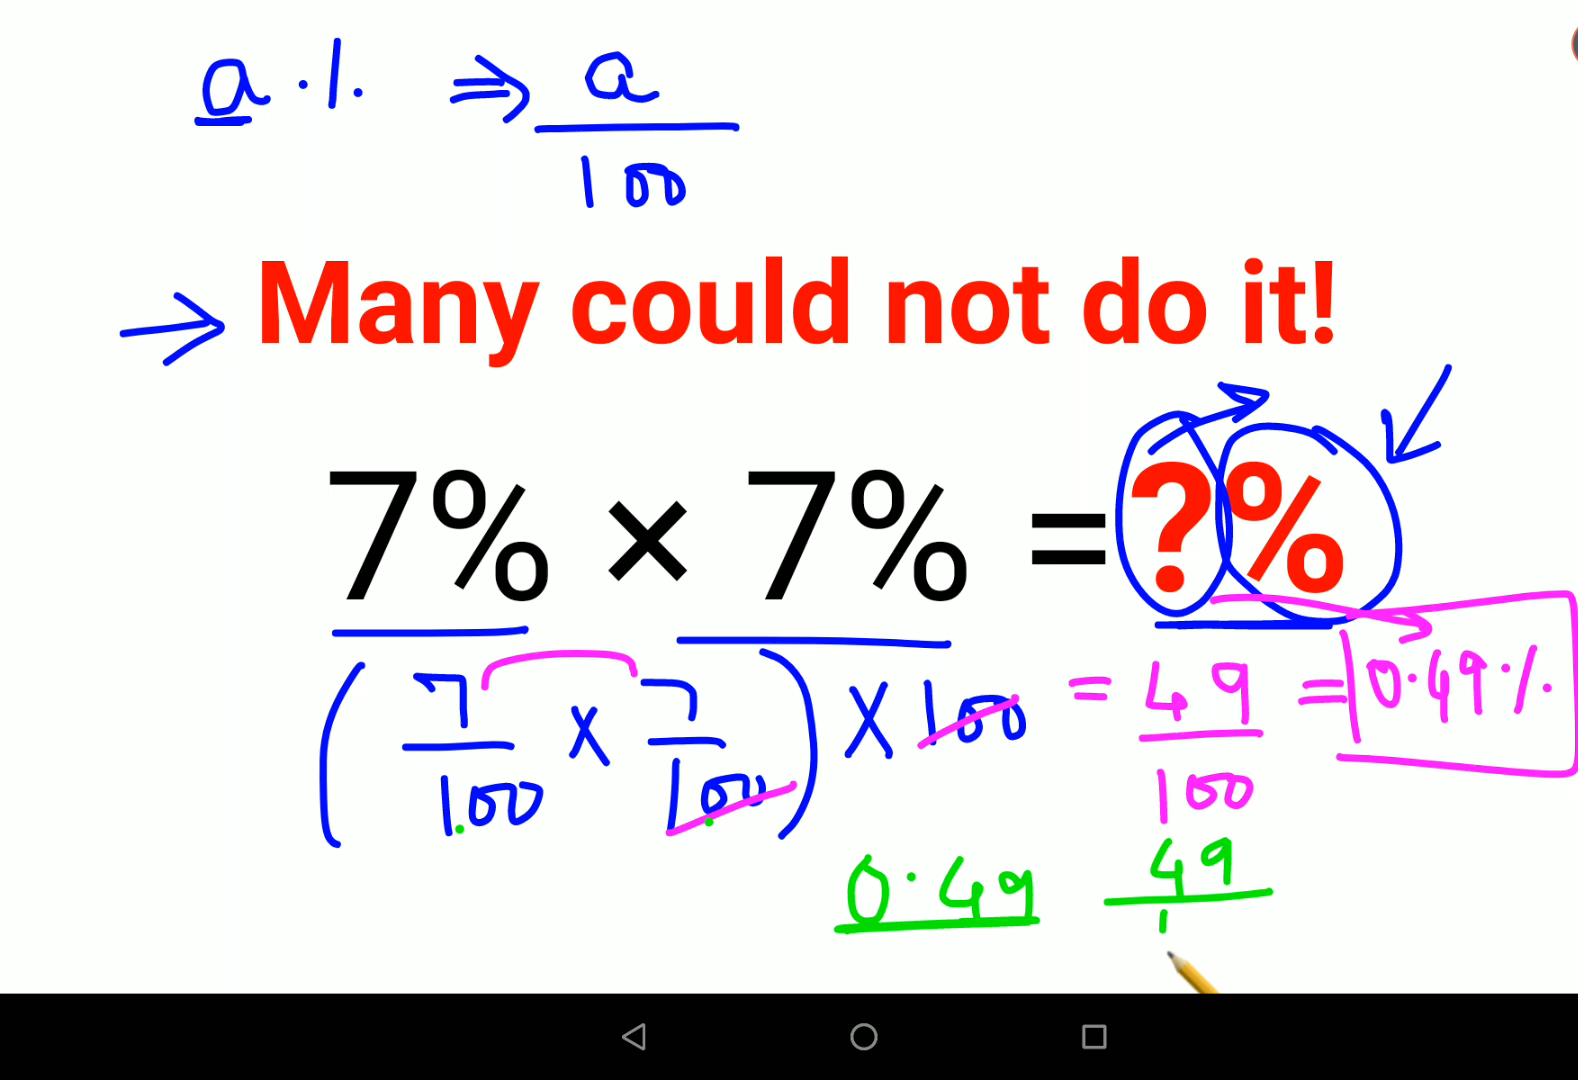 a % ⇒ a/100
→ Many could not do it!
7% × 7% = ?%
(7/100 × 7/100) × 100 = 49/100 = 0.49%
0.49 49/1